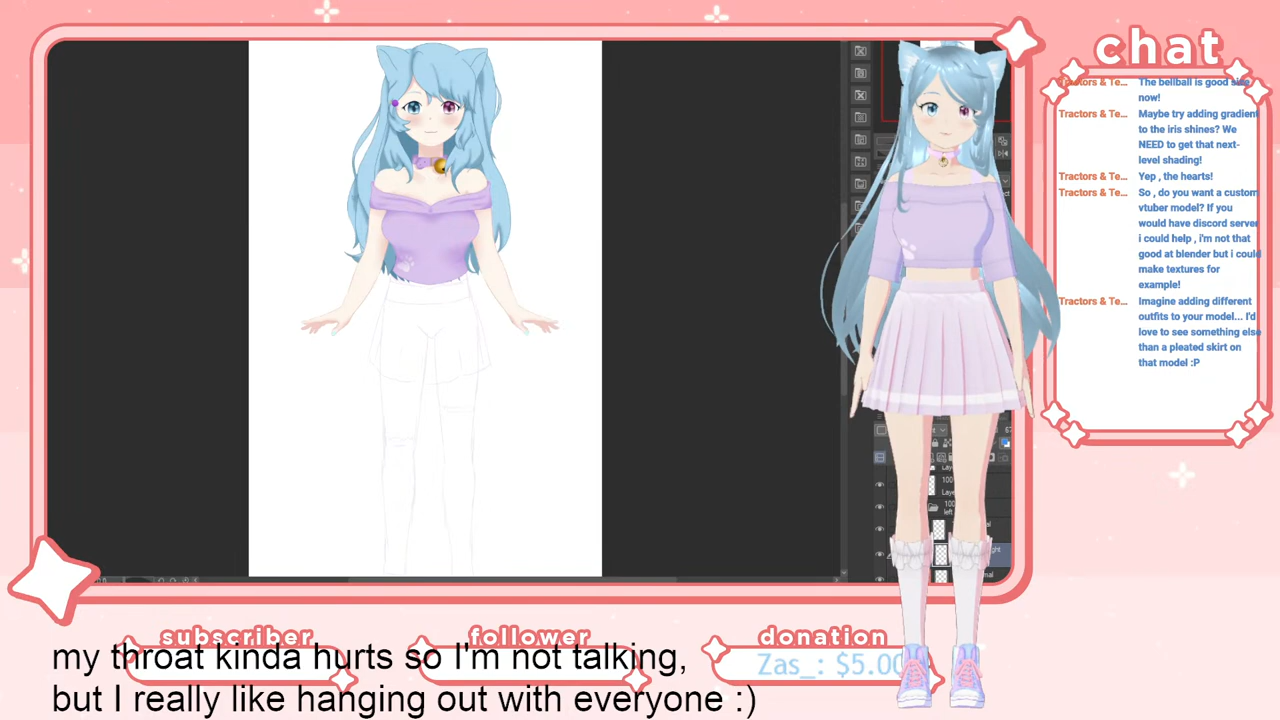 chat
Tractors & Te... The bellball is good size
now!
Tractors & Te... Maybe try adding gradient
to the iris shines? We
NEED to get that next-
level shading!
Tractors & Te... Yep , the hearts!
Tractors & Te... So , do you want a custom
vtuber model? If you
would have discord server
i could help , i'm not that
good at blender but i could
make textures for
example!
Tractors & Te... Imagine adding different
outfits to your model... I'd
love to see something else
than a pleated skirt on
that model :P
subscriber
follower
donation
Zas_: $5.00
my throat kinda hurts so I'm not talking,
but I really like hanging out with everyone :)